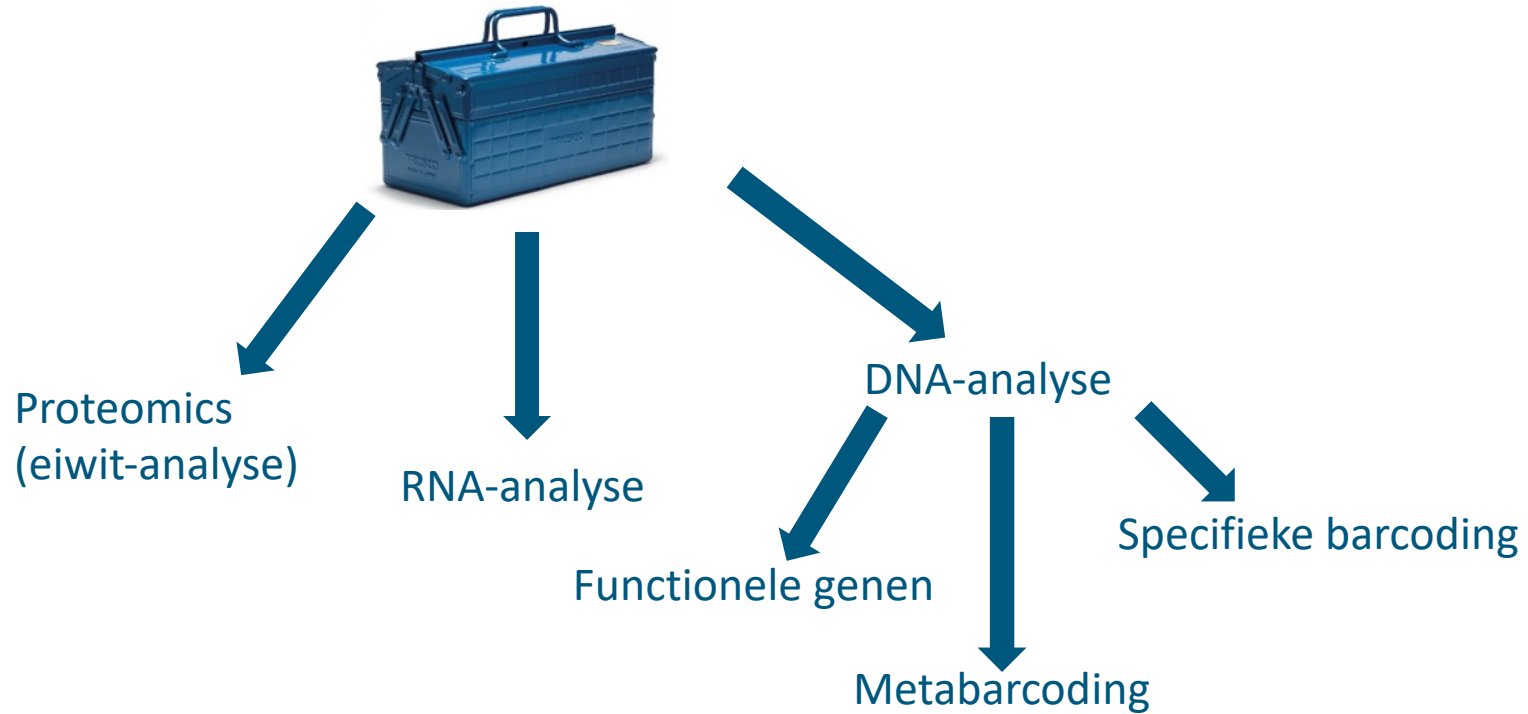 DNA-analyse
Proteomics
(eiwit-analyse)
RNA-analyse
Specifieke barcoding
Functionele genen
Metabarcoding